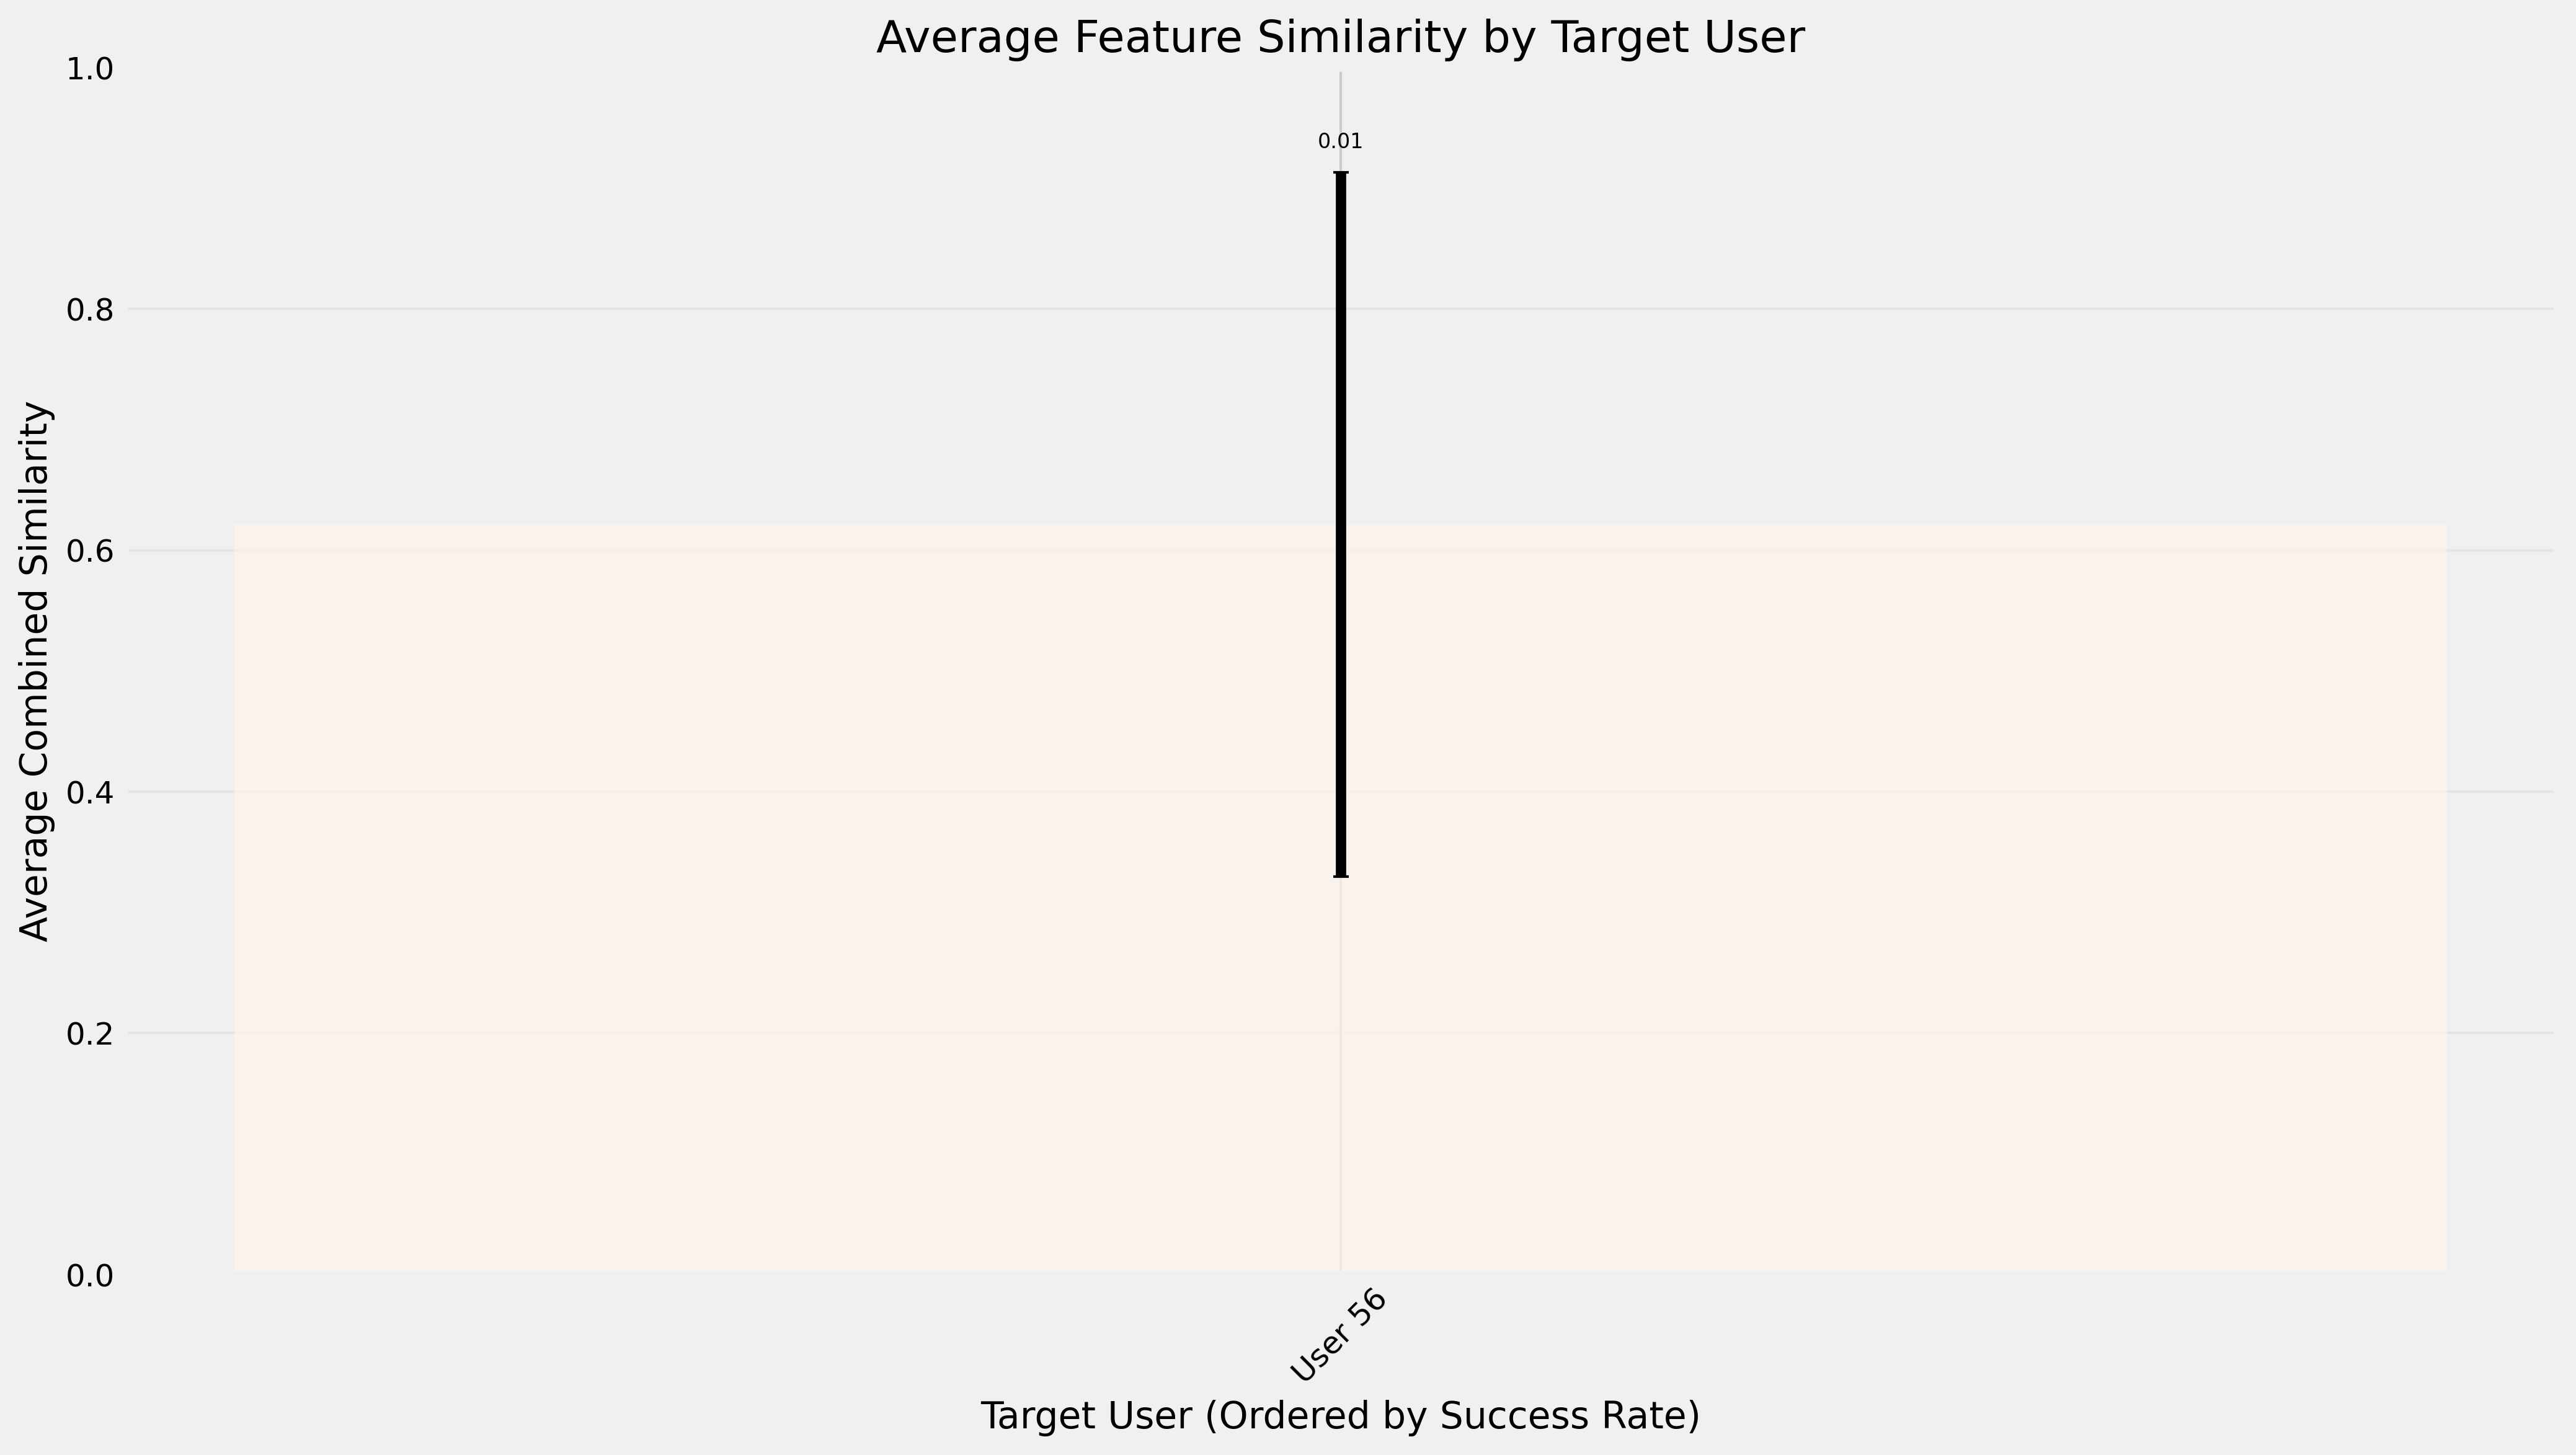 Average Feature Similarity by Target User
1.0
0.01
0.8
0.6
0.4
0.2
0.0
Average Combined Similarity
User 56
Target User (Ordered by Success Rate)